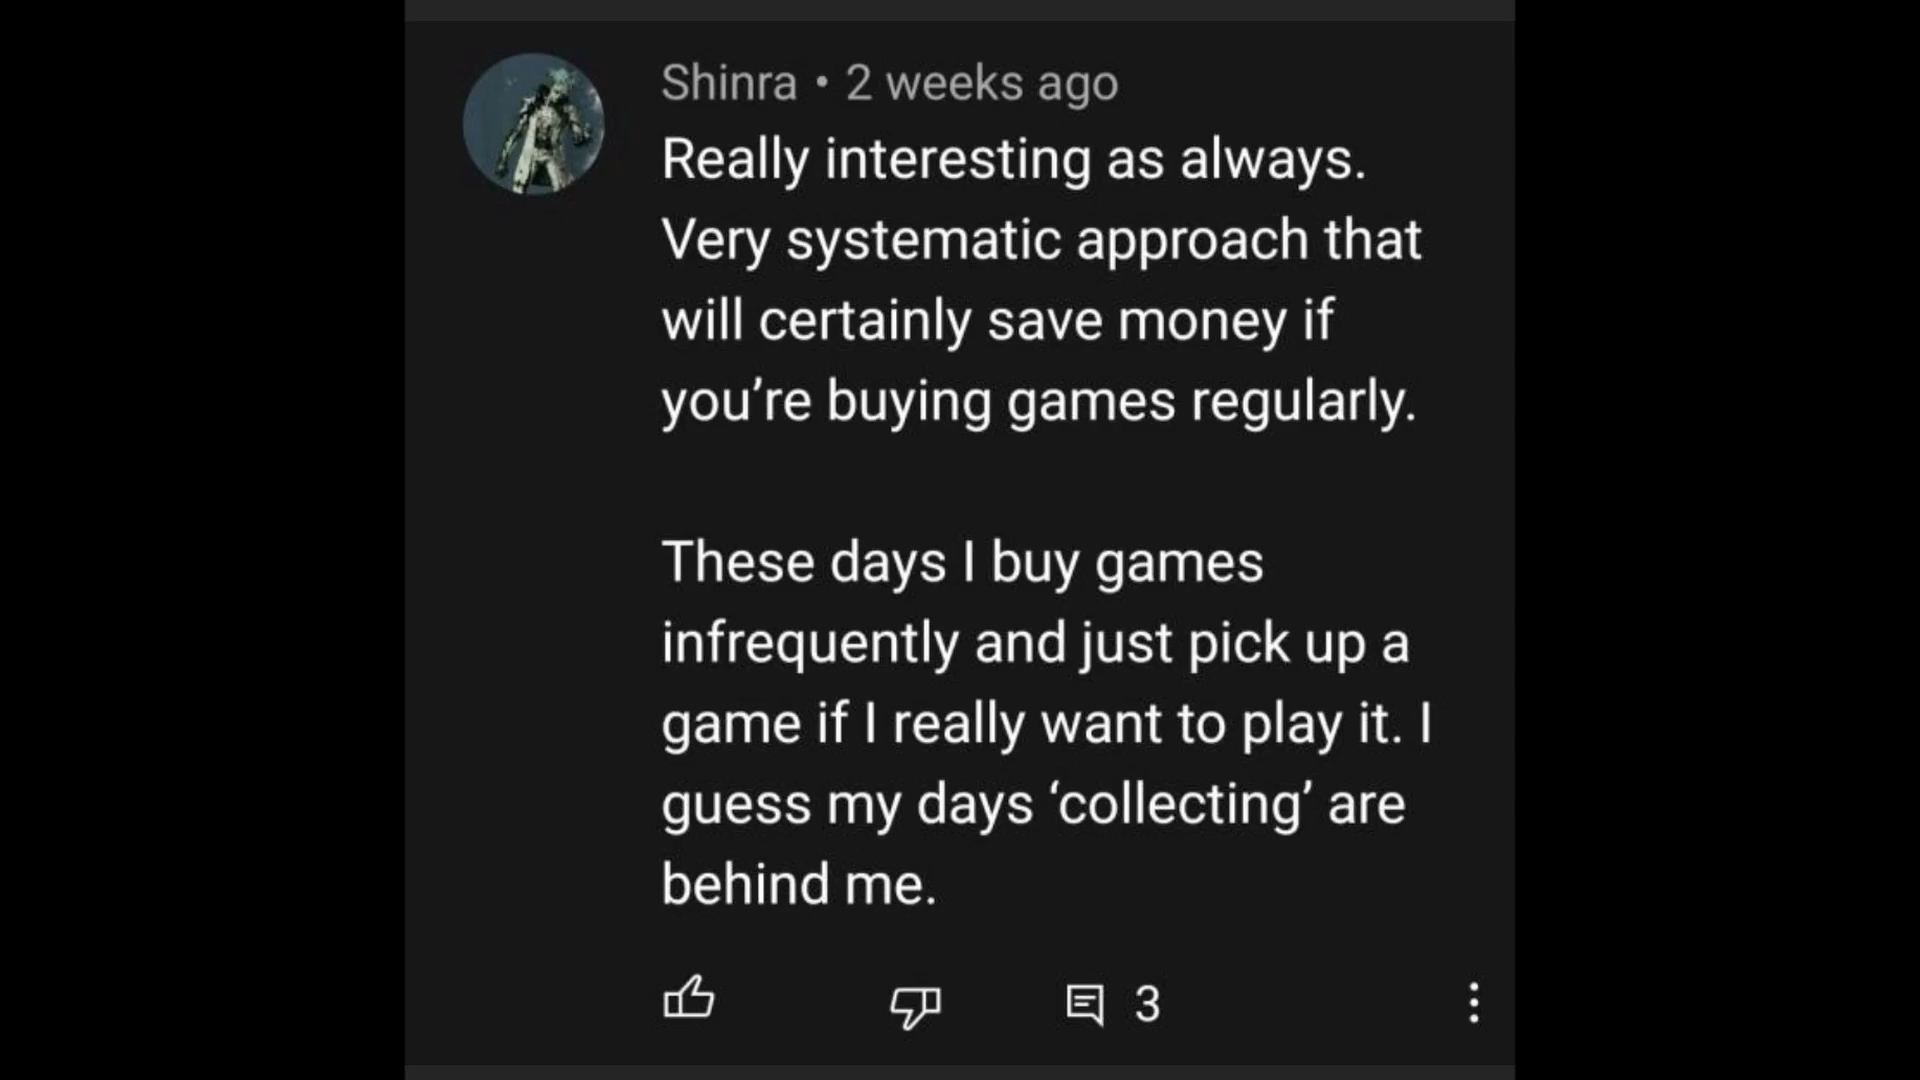 Shinra • 2 weeks ago
Really interesting as always.
Very systematic approach that
will certainly save money if
you’re buying games regularly.
These days I buy games
infrequently and just pick up a
game if I really want to play it. I
guess my days ‘collecting’ are
behind me.
3